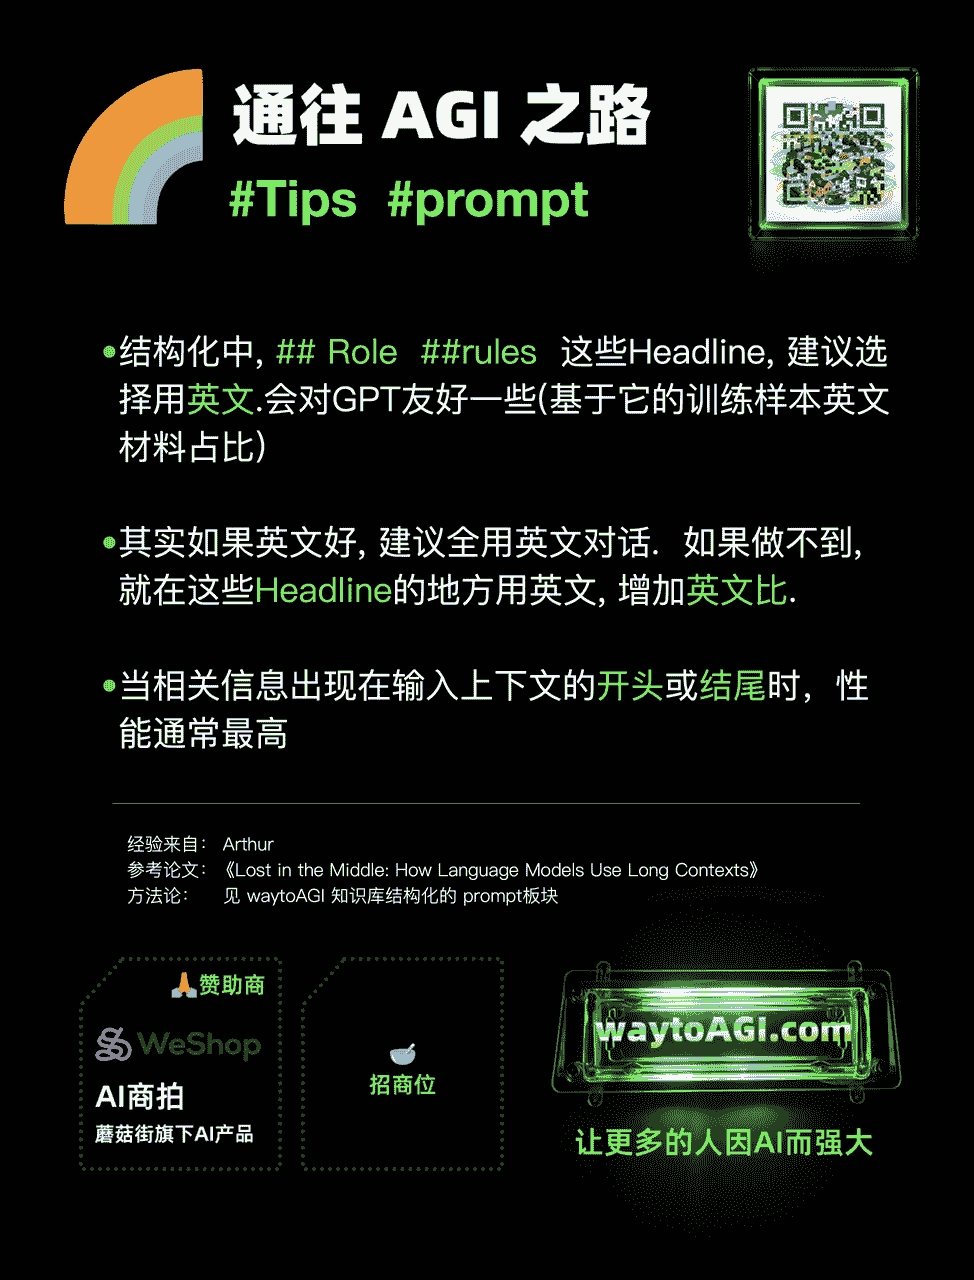 通往 AGI 之路
#Tips #prompt
•结构化中, ## Role ##rules 这些Headline, 建议选
择用英文.会对GPT友好一些(基于它的训练样本英文
材料占比)
•其实如果英文好, 建议全用英文对话. 如果做不到,
就在这些Headline的地方用英文, 增加英文比.
•当相关信息出现在输入上下文的开头或结尾时，性
能通常最高
经验来自： Arthur
参考论文：《Lost in the Middle: How Language Models Use Long Contexts》
方法论： 见 waytoAGI 知识库结构化的 prompt板块
🙏赞助商
WeShop
AI商拍
蘑菇街旗下AI产品
招商位
waytoAGI.com
让更多的人因AI而强大